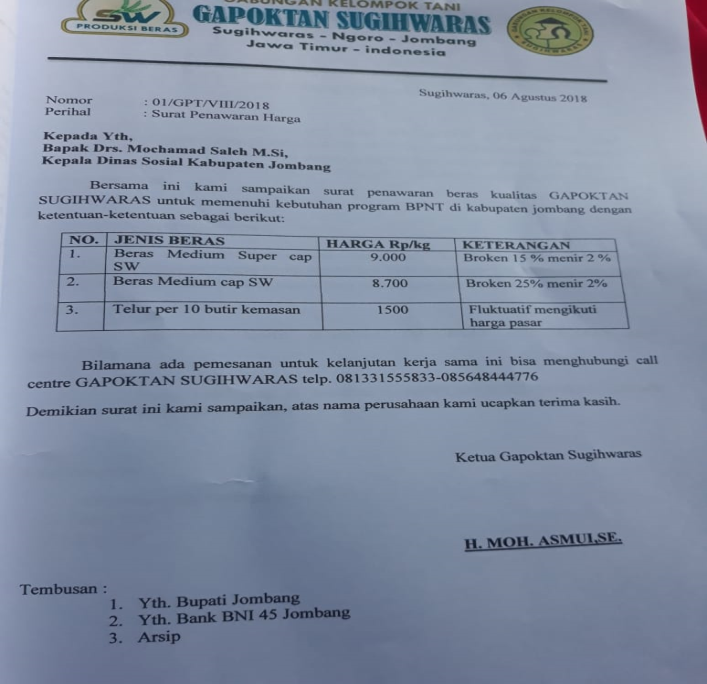 GABUNGAN KELOMPOK TANI
SW
PRODUKSI BERAS
GAPOKTAN SUGIHWARAS
Sugihwaras - Ngoro - Jombang
Jawa Timur - indonesia
Sugihwaras, 06 Agustus 2018
Nomor : 01/GPT/VIII/2018
Perihal : Surat Penawaran Harga
Kepada Yth,
Bapak Drs. Mochamad Saleh M.Si,
Kepala Dinas Sosial Kabupaten Jombang
Bersama ini kami sampaikan surat penawaran beras kualitas GAPOKTAN
SUGIHWARAS untuk memenuhi kebutuhan program BPNT di kabupaten jombang dengan
ketentuan-ketentuan sebagai berikut:
NO. JENIS BERAS HARGA Rp/kg KETERANGAN
1. Beras Medium Super cap 9.000 Broken 15 % menir 2 %
SW
2. Beras Medium cap SW 8.700 Broken 25% menir 2%
3. Telur per 10 butir kemasan 1500 Fluktuatif mengikuti
harga pasar
Bilamana ada pemesanan untuk kelanjutan kerja sama ini bisa menghubungi call
centre GAPOKTAN SUGIHWARAS telp. 081331555833-085648444776
Demikian surat ini kami sampaikan, atas nama perusahaan kami ucapkan terima kasih.
Ketua Gapoktan Sugihwaras
H. MOH. ASMUI,SE.
Tembusan :
1. Yth. Bupati Jombang
2. Yth. Bank BNI 45 Jombang
3. Arsip